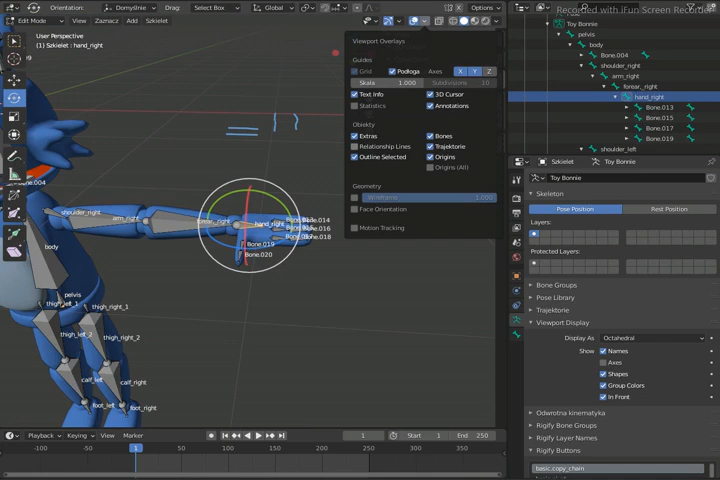 Recorded with iFun Screen Recorder
Edit Mode View Zaznacz Add Szkielet
Orientation: Domyślnie Drag: Select Box Global Hands Options
User Perspective
(1) Szkielet : hand_right
Bone.004
shoulder_right
arm_right
forear._right
hand_right
Bone.014
Bone.016
Bone.018
Bone.019
Bone.020
body
pelvis
thigh_left_1
thigh_right_1
thigh_left_2
thigh_right_2
calf_left
calf_right
foot_left
foot_right
Viewport Overlays
Guides
Grid Podłoga Axes X Y Z
Skala 1.000 Subdivisions 10
Text Info 3D Cursor
Statistics Annotations
Obiekty
Extras Bones
Relationship Lines Trajektorie
Outline Selected Origins
Origins (All)
Geometry
Wireframe 1.000
Face Orientation
Motion Tracking
Toy Bonnie
pelvis
body
Bone.004
shoulder_right
arm_right
forear._right
hand_right
Bone.013
Bone.015
Bone.017
Bone.019
shoulder_left
Szkielet Toy Bonnie
Toy Bonnie
Skeleton
Pose Position Rest Position
Layers:
Protected Layers:
Bone Groups
Pose Library
Trajektorie
Viewport Display
Display As Octahedral
Show Names
Axes
Shapes
Group Colors
In Front
Odwrotna kinematyka
Rigify Bone Groups
Rigify Layer Names
Rigify Buttons
basic.copy_chain
Playback Keying View Marker 1 Start 1 End 250
-100 -50 1 50 100 150 200 250 300 350